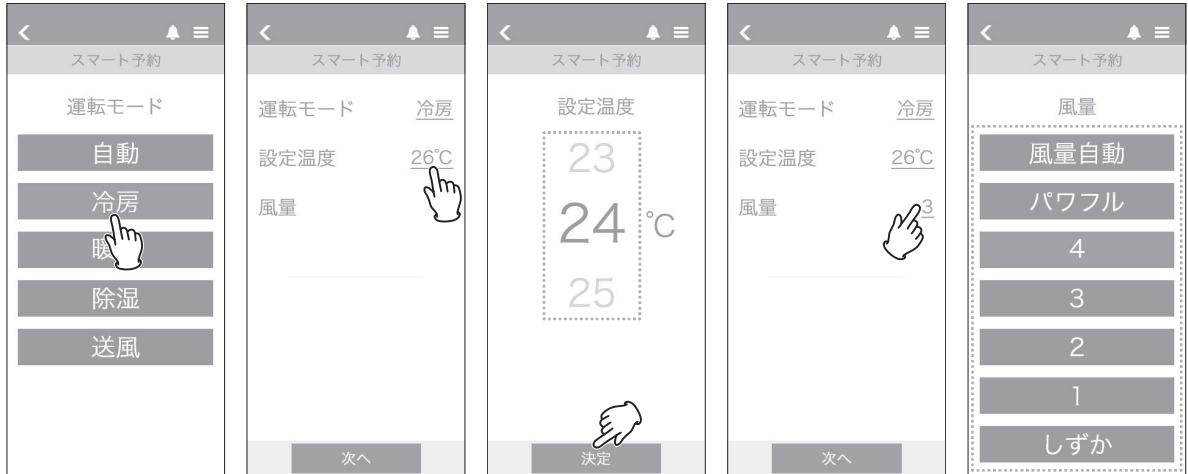 スマート予約
運転モード
自動
冷房
暖
除湿
送風
スマート予約
運転モード 冷房
設定温度 26℃
風量
次へ
スマート予約
設定温度
23
24 ℃
25
決定
スマート予約
運転モード 冷房
設定温度 26℃
風量 3
次へ
スマート予約
風量
風量自動
パワフル
4
3
2
1
しずか